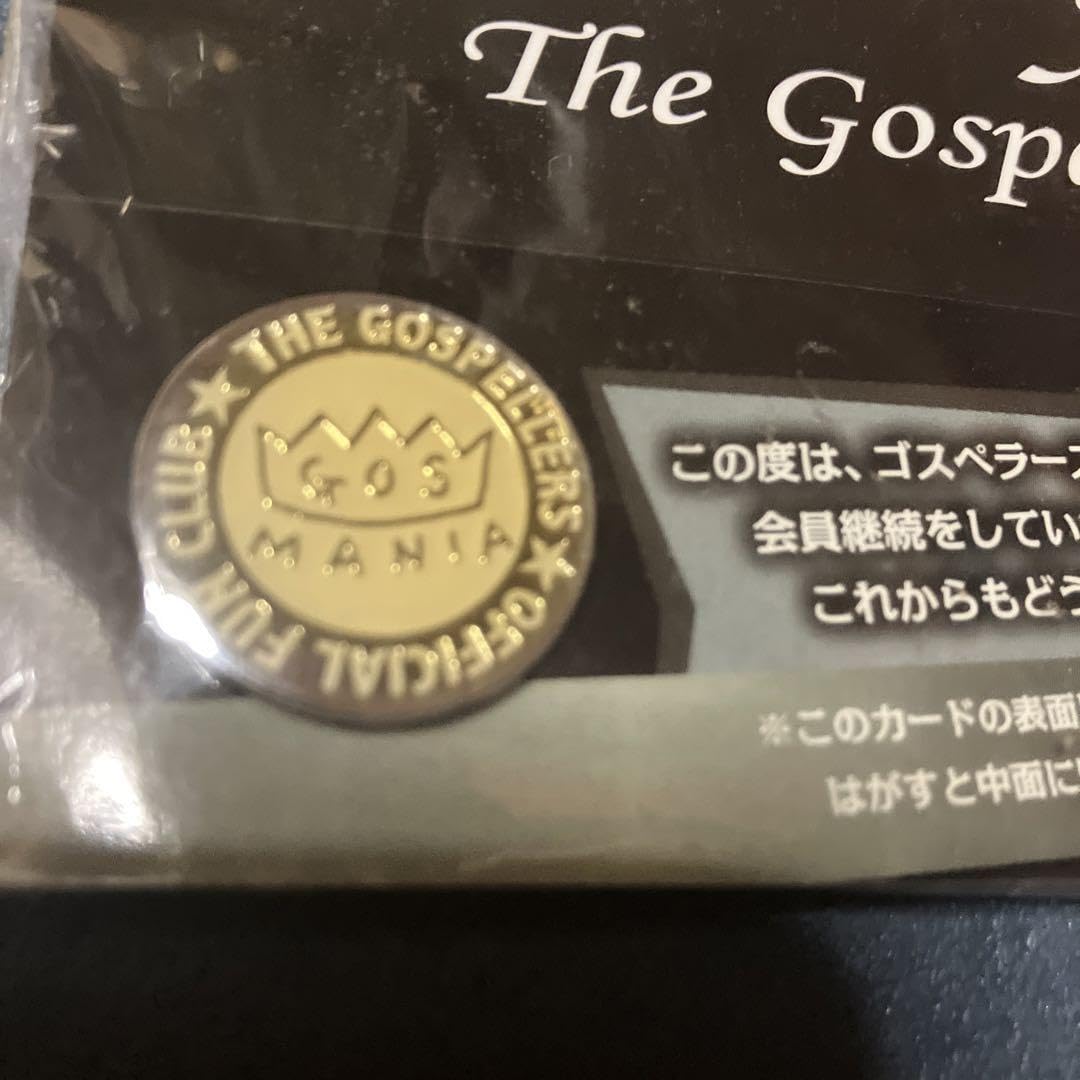 The Gospe
THE GOSPELLERS ★ OFFICIAL FUN CLUB ★
GOS
MANIA
この度は、ゴスペラーズ
会員継続をしてい
これからもどう
※このカードの表面
はがすと中面に